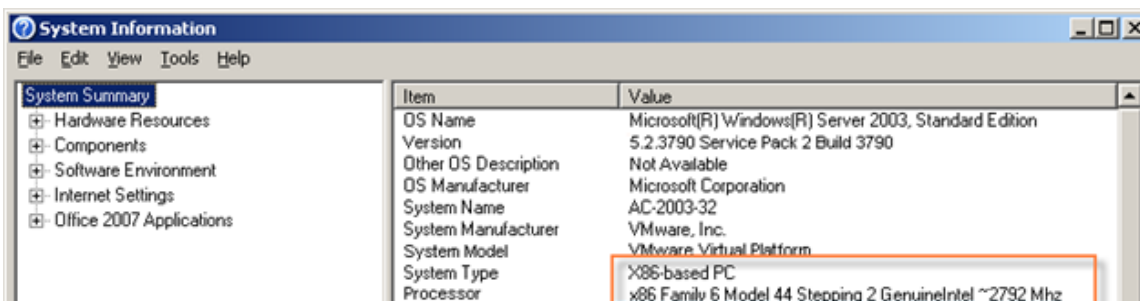 System Information
File Edit View Tools Help
System Summary
Hardware Resources
Components
Software Environment
Internet Settings
Office 2007 Applications
Item Value
OS Name Microsoft(R) Windows(R) Server 2003, Standard Edition
Version 5.2.3790 Service Pack 2 Build 3790
Other OS Description Not Available
OS Manufacturer Microsoft Corporation
System Name AC-2003-32
System Manufacturer VMware, Inc.
System Model VMware Virtual Platform
System Type X86-based PC
Processor x86 Family 6 Model 44 Stepping 2 GenuineIntel ~2792 Mhz